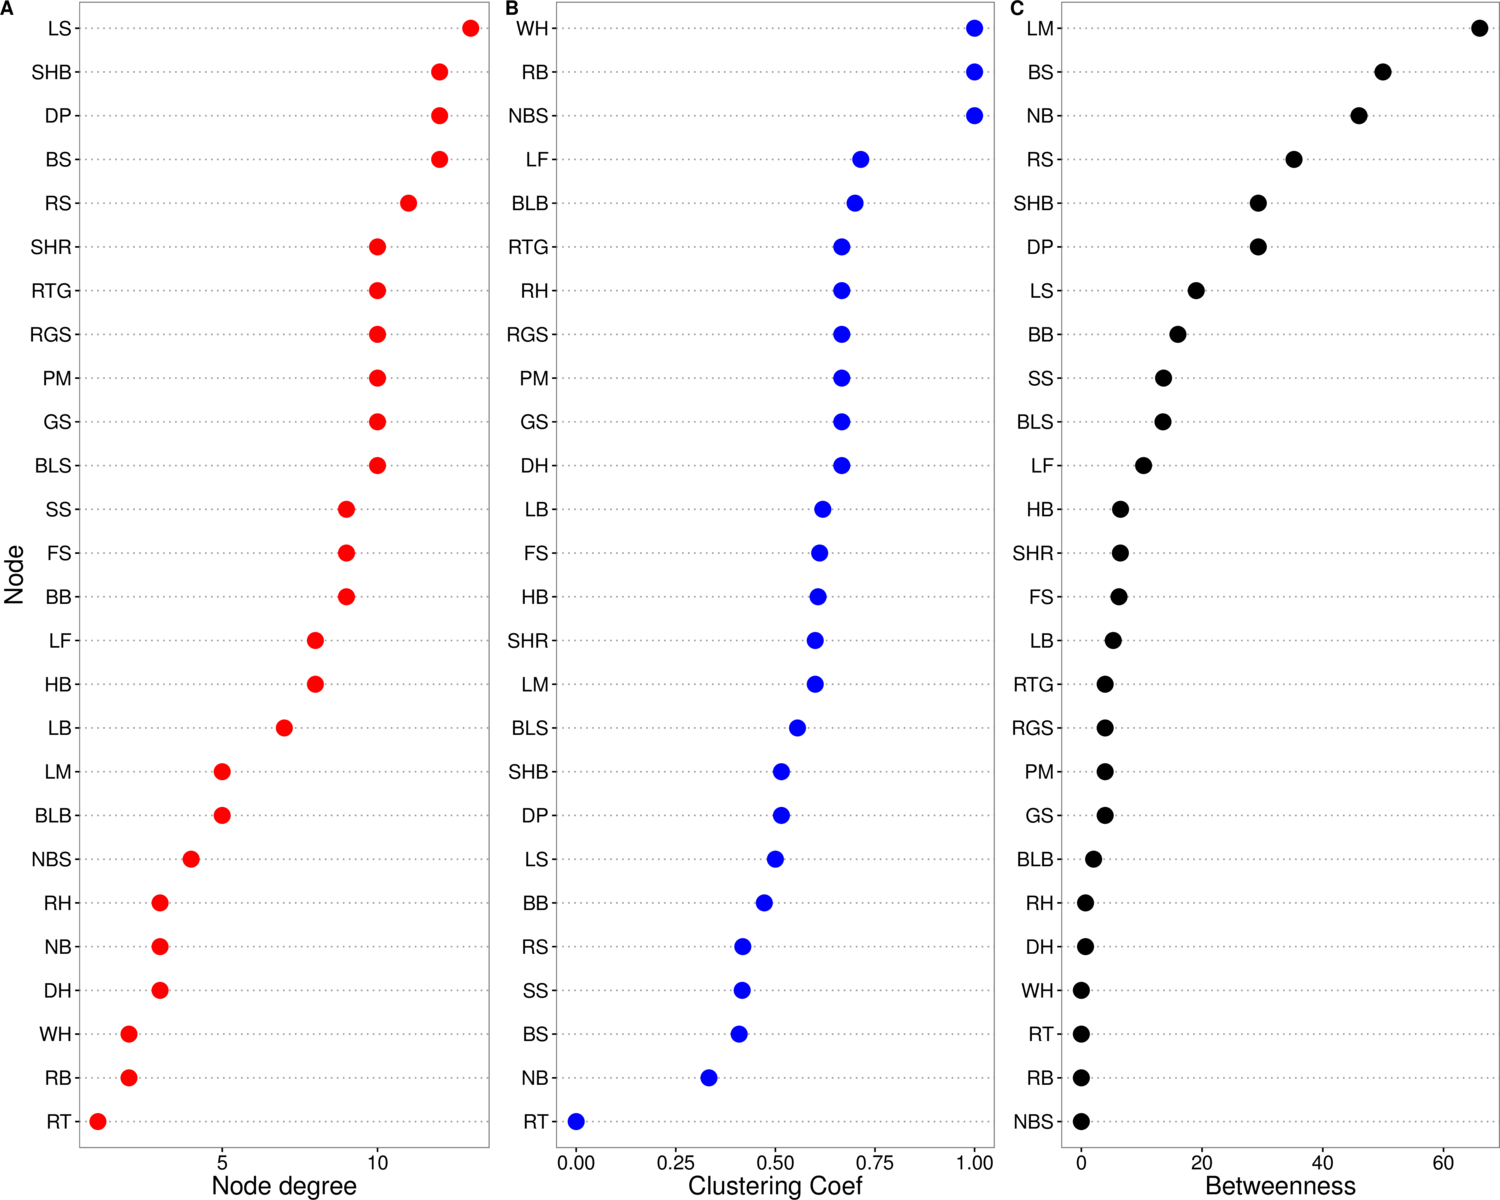 A
LS
SHB
DP
BS
RS
SHR
RTG
RGS
PM
GS
BLS
SS
FS
BB
LF
HB
LB
LM
BLB
NBS
RH
NB
DH
WH
RB
RT
Node
5 10
Node degree
B
WH
RB
NBS
LF
BLB
RTG
RH
RGS
PM
GS
DH
LB
FS
HB
SHR
LM
BLS
SHB
DP
LS
BB
RS
SS
BS
NB
RT
0.00 0.25 0.50 0.75 1.00
Clustering Coef
C
LM
BS
NB
RS
SHB
DP
LS
BB
SS
BLS
LF
HB
SHR
FS
LB
RTG
RGS
PM
GS
BLB
RH
DH
WH
RT
RB
NBS
0 20 40 60
Betweenness